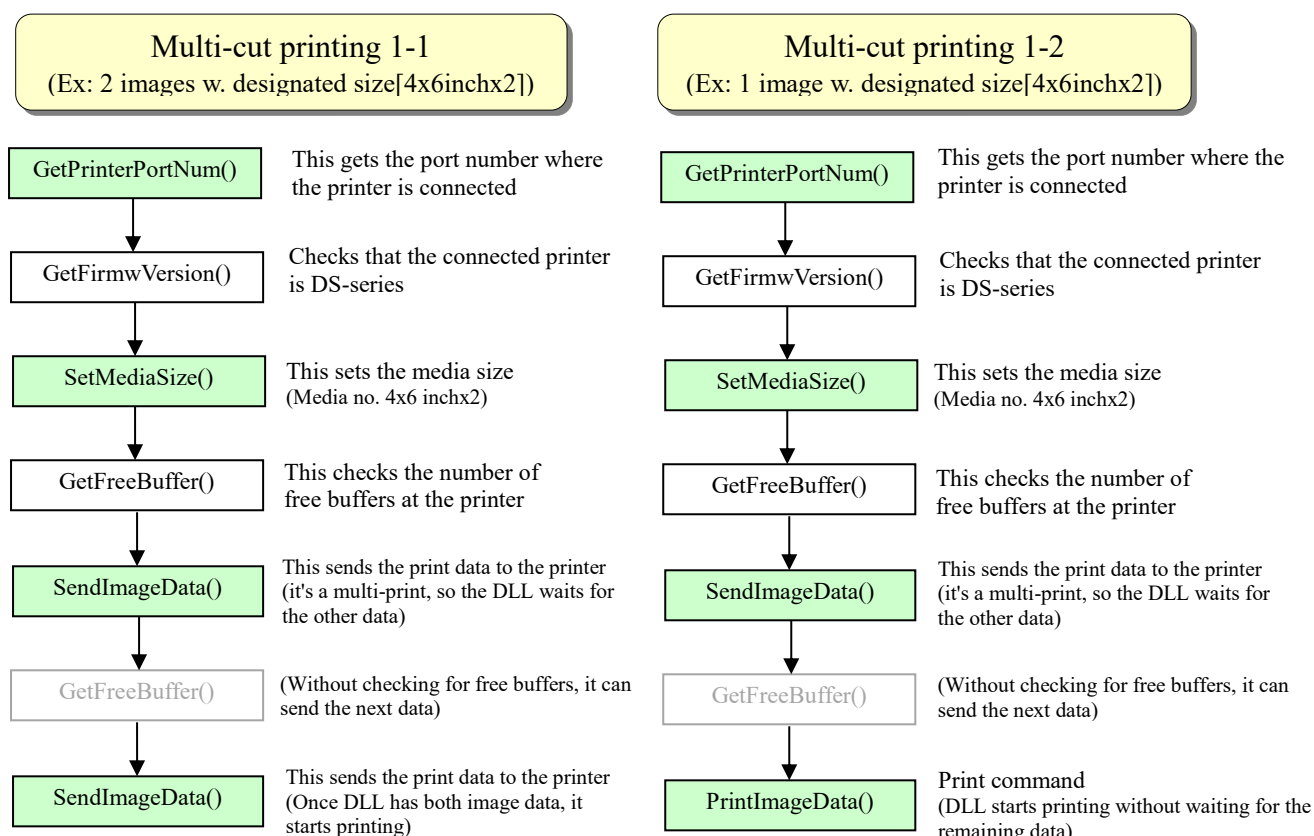 Multi-cut printing 1-1
(Ex: 2 images w. designated size[4x6inchx2])
GetPrinterPortNum()
This gets the port number where
the printer is connected
GetFirmwVersion()
Checks that the connected printer
is DS-series
SetMediaSize()
This sets the media size
(Media no. 4x6 inchx2)
GetFreeBuffer()
This checks the number of
free buffers at the printer
SendImageData()
This sends the print data to the printer
(it's a multi-print, so the DLL waits for
the other data)
GetFreeBuffer()
(Without checking for free buffers, it can
send the next data)
SendImageData()
This sends the print data to the printer
(Once DLL has both image data, it
starts printing)
Multi-cut printing 1-2
(Ex: 1 image w. designated size[4x6inchx2])
GetPrinterPortNum()
This gets the port number where the
printer is connected
GetFirmwVersion()
Checks that the connected printer
is DS-series
SetMediaSize()
This sets the media size
(Media no. 4x6 inchx2)
GetFreeBuffer()
This checks the number of
free buffers at the printer
SendImageData()
This sends the print data to the printer
(it's a multi-print, so the DLL waits for
the other data)
GetFreeBuffer()
(Without checking for free buffers, it can
send the next data)
PrintImageData()
Print command
(DLL starts printing without waiting for the
remaining data)